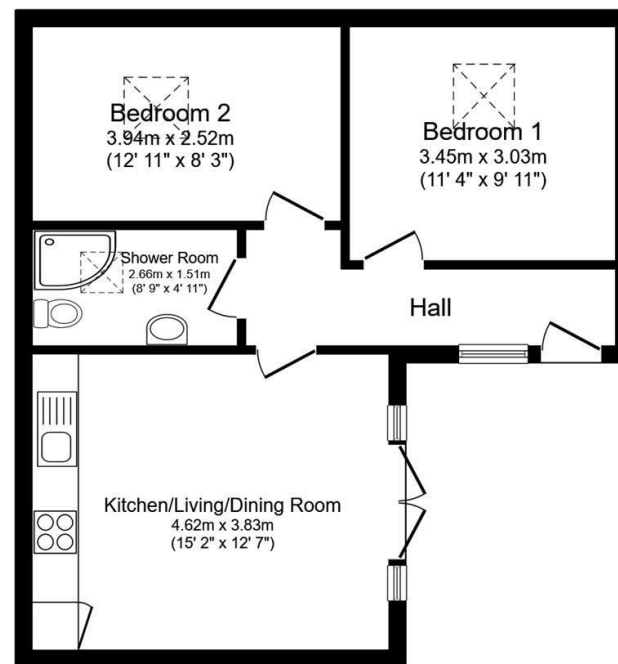 Bedroom 2
3.94m x 2.52m
(12' 11" x 8' 3")
Bedroom 1
3.45m x 3.03m
(11' 4" x 9' 11")
Shower Room
2.66m x 1.51m
(8' 9" x 4' 11")
Hall
Kitchen/Living/Dining Room
4.62m x 3.83m
(15' 2" x 12' 7")